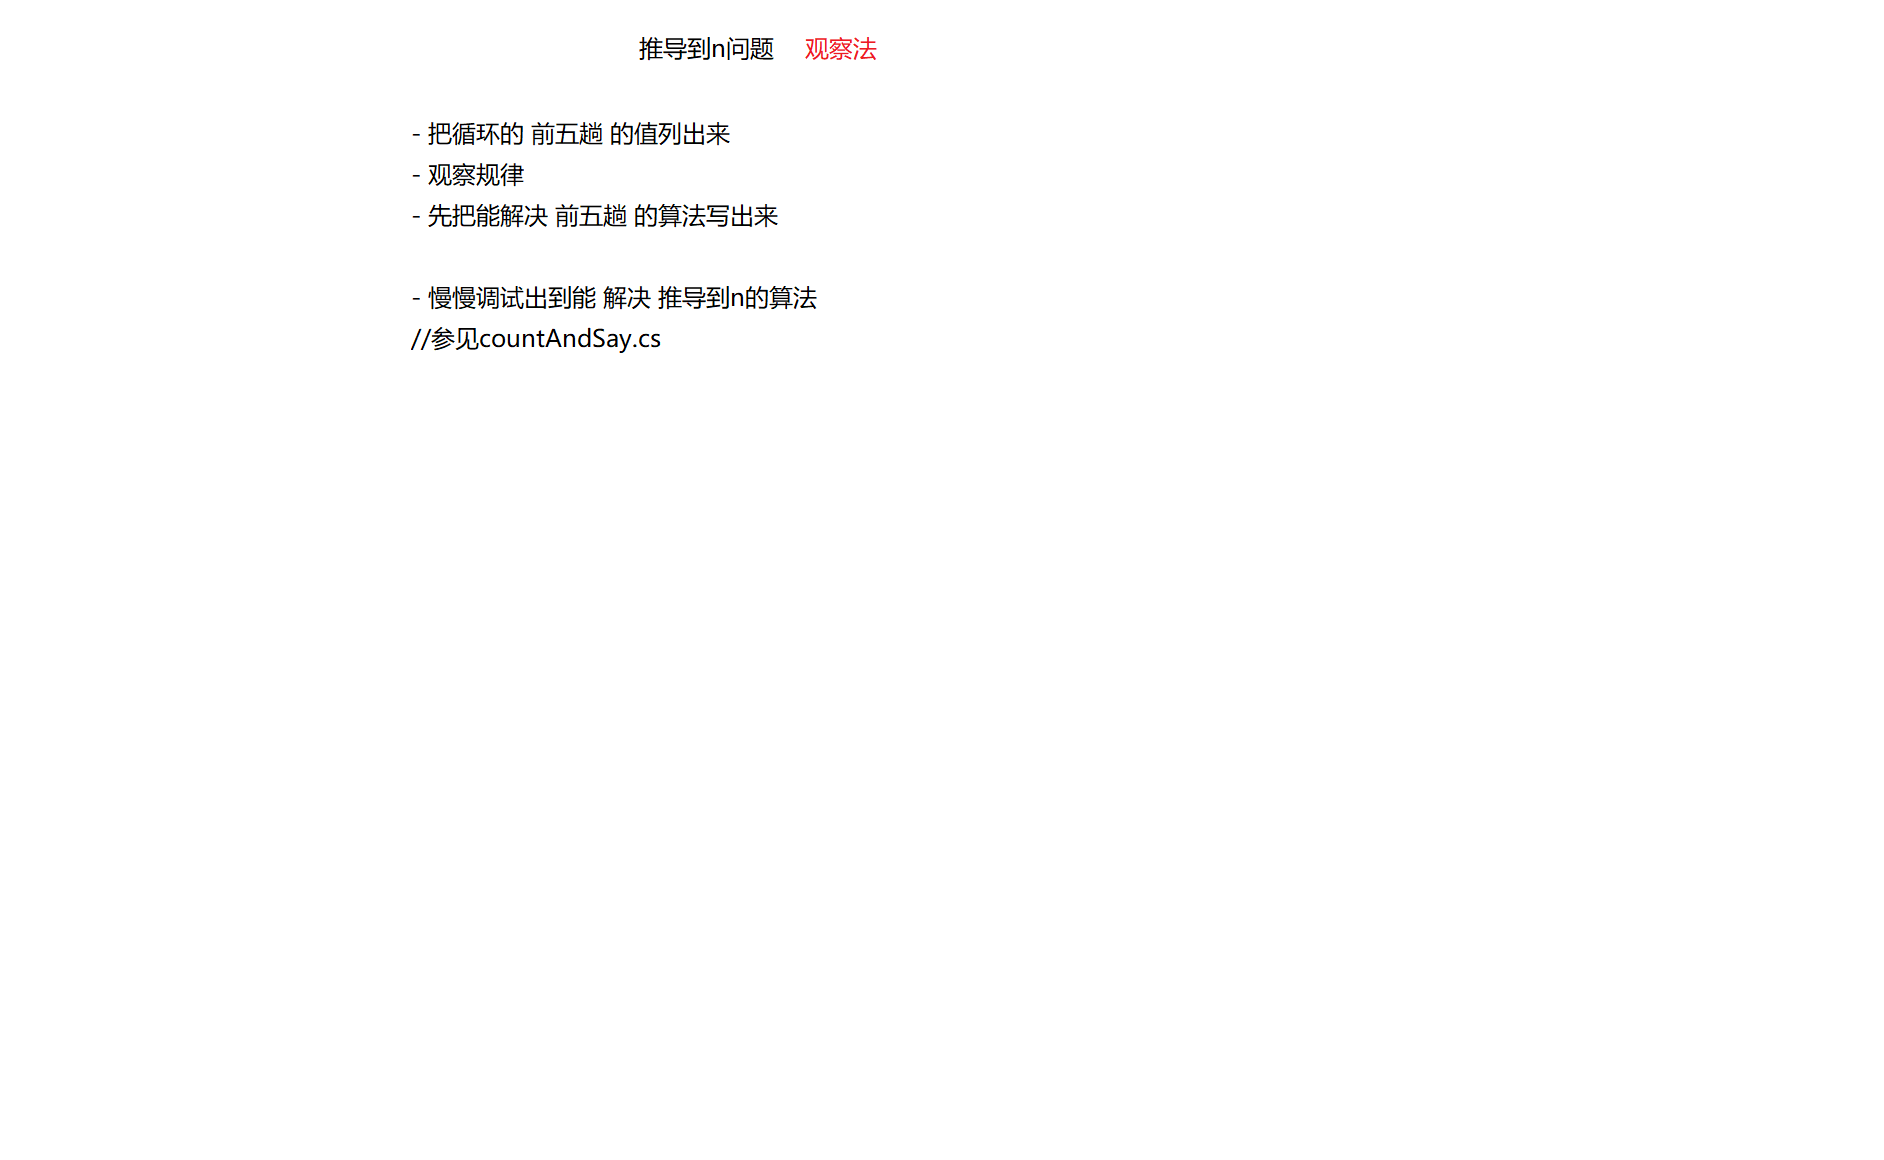 推导到n问题 观察法
- 把循环的 前五趟 的值列出来
- 观察规律
- 先把能解决 前五趟 的算法写出来
- 慢慢调试出到能 解决 推导到n的算法
//参见countAndSay.cs